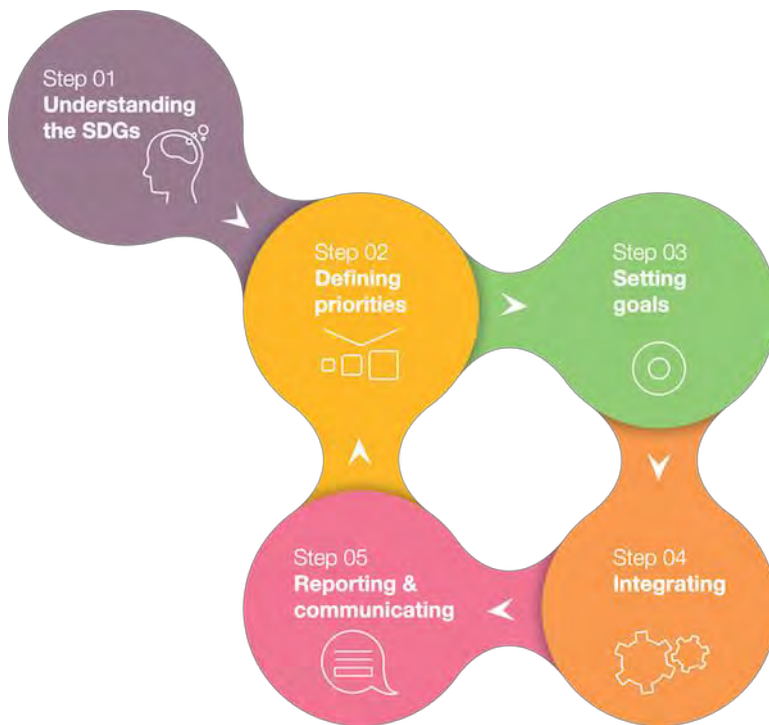 Step 01
Understanding
the SDGs
Step 02
Defining
priorities
Step 03
Setting
goals
Step 04
Integrating
Step 05
Reporting &
communicating